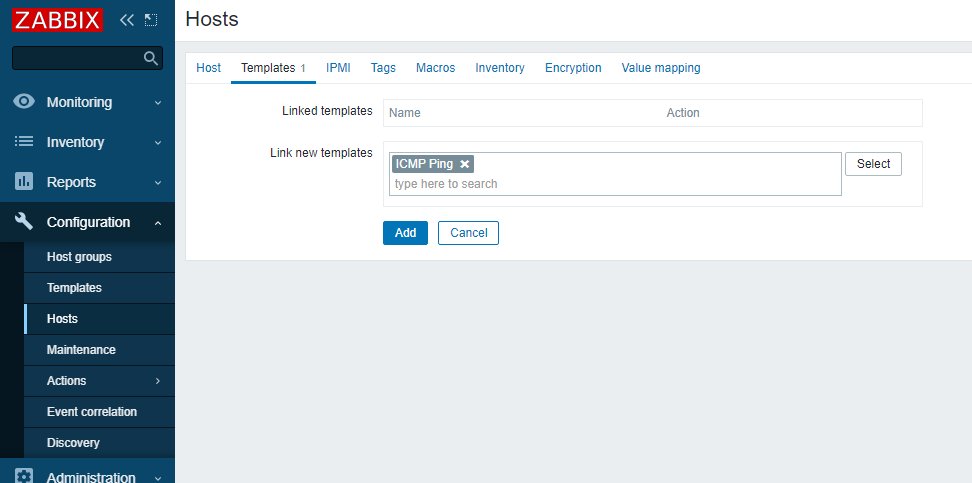 ZABBIX
Monitoring
Inventory
Reports
Configuration
Host groups
Templates
Hosts
Maintenance
Actions
Event correlation
Discovery
Administration
Hosts
Host Templates 1 IPMI Tags Macros Inventory Encryption Value mapping
Linked templates Name Action
Link new templates ICMP Ping Select
type here to search
Add Cancel